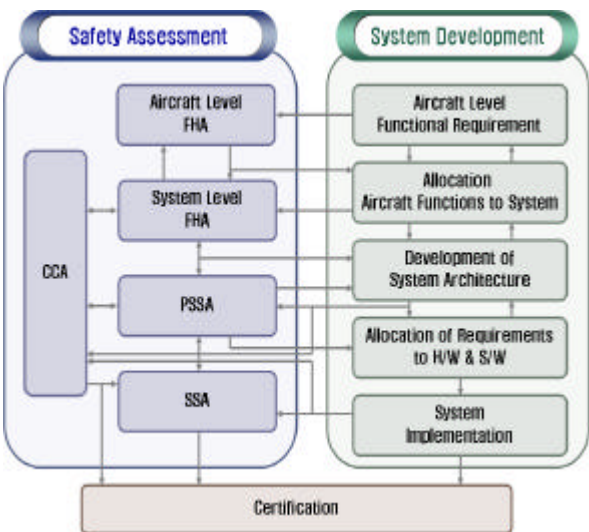 Safety Assessment
System Development
Aircraft Level
FHA
Aircraft Level
Functional Requirement
System Level
FHA
Allocation
Aircraft Functions to System
CCA
PSSA
Development of
System Architecture
Allocation of Requirements
to H/W & S/W
SSA
System
Implementation
Certification